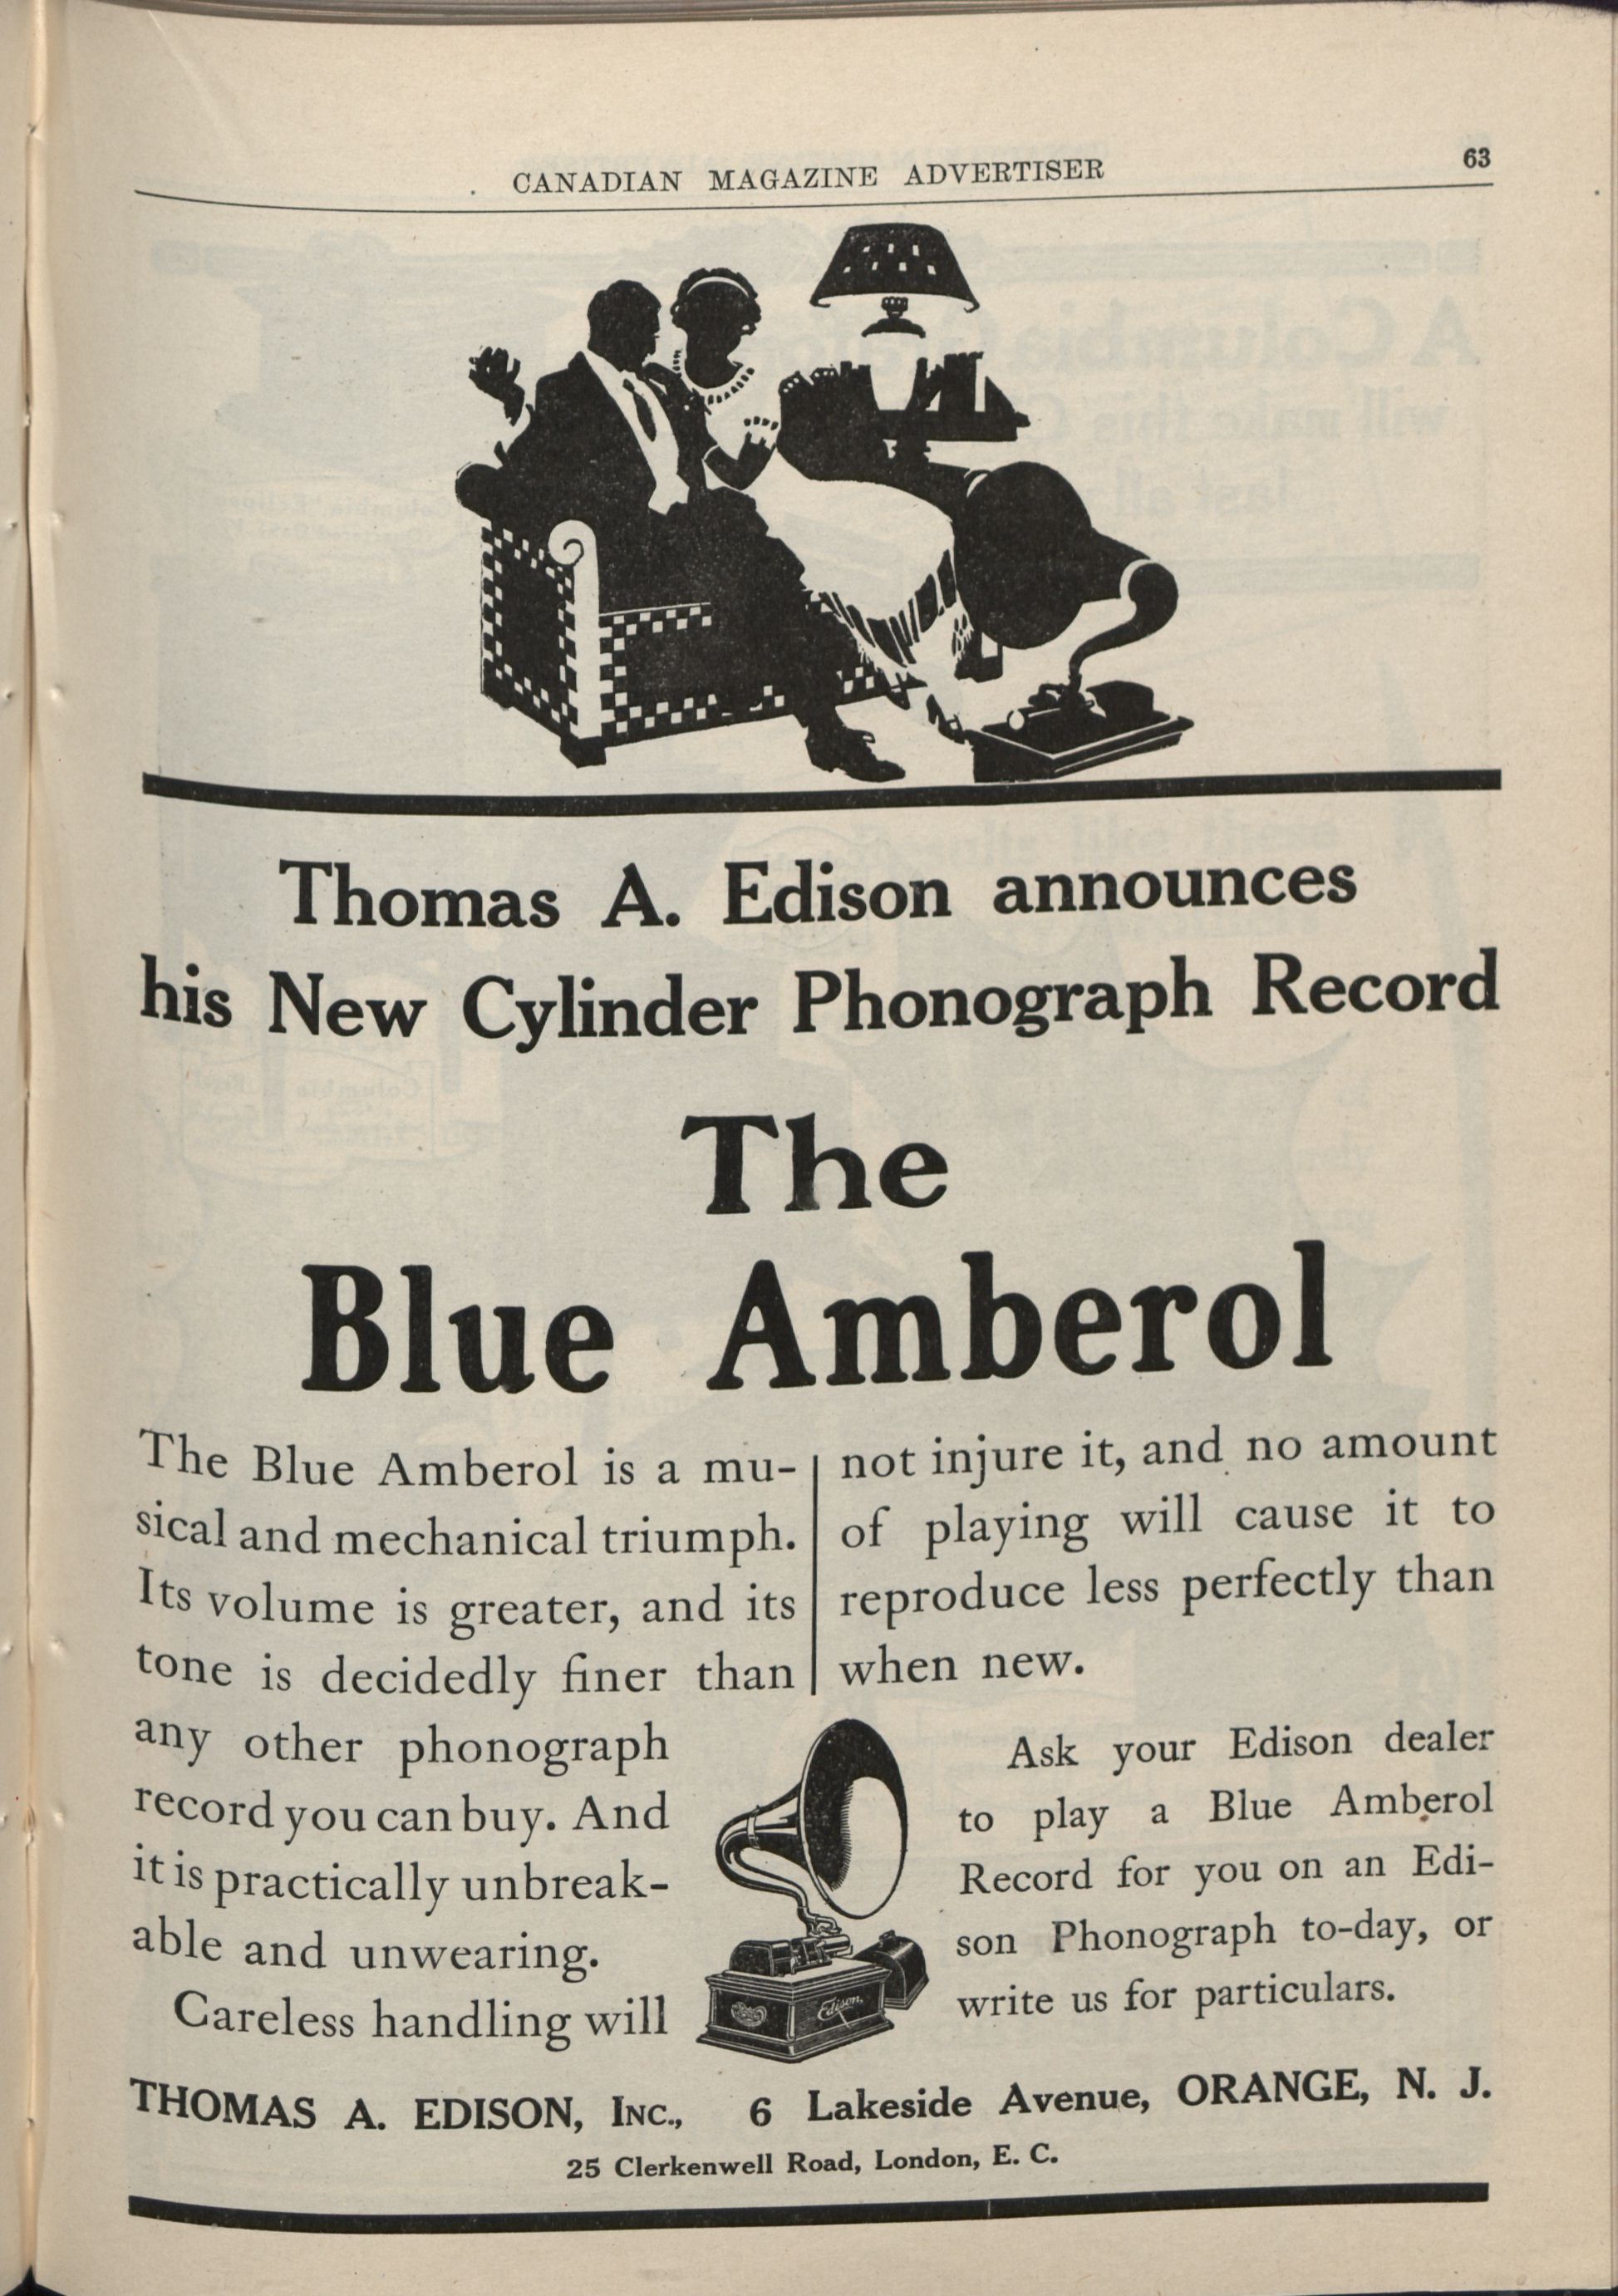 CANADIAN MAGAZINE ADVERTISER
63
Thomas A. Edison announces
his New Cylinder Phonograph Record
The
Blue Amberol
The Blue Amberol is a mu-
sical and mechanical triumph.
Its volume is greater, and its
tone is decidedly finer than
any other phonograph
record you can buy. And
it is practically unbreak-
able and unwearing.
Careless handling will
not injure it, and no amount
of playing will cause it to
reproduce less perfectly than
when new.
Ask your Edison dealer
to play a Blue Amberol
Record for you on an Edi-
son Phonograph to-day, or
write us for particulars.
Edison
THOMAS A. EDISON, INC., 6 Lakeside Avenue, ORANGE, N. J.
25 Clerkenwell Road, London, E. C.